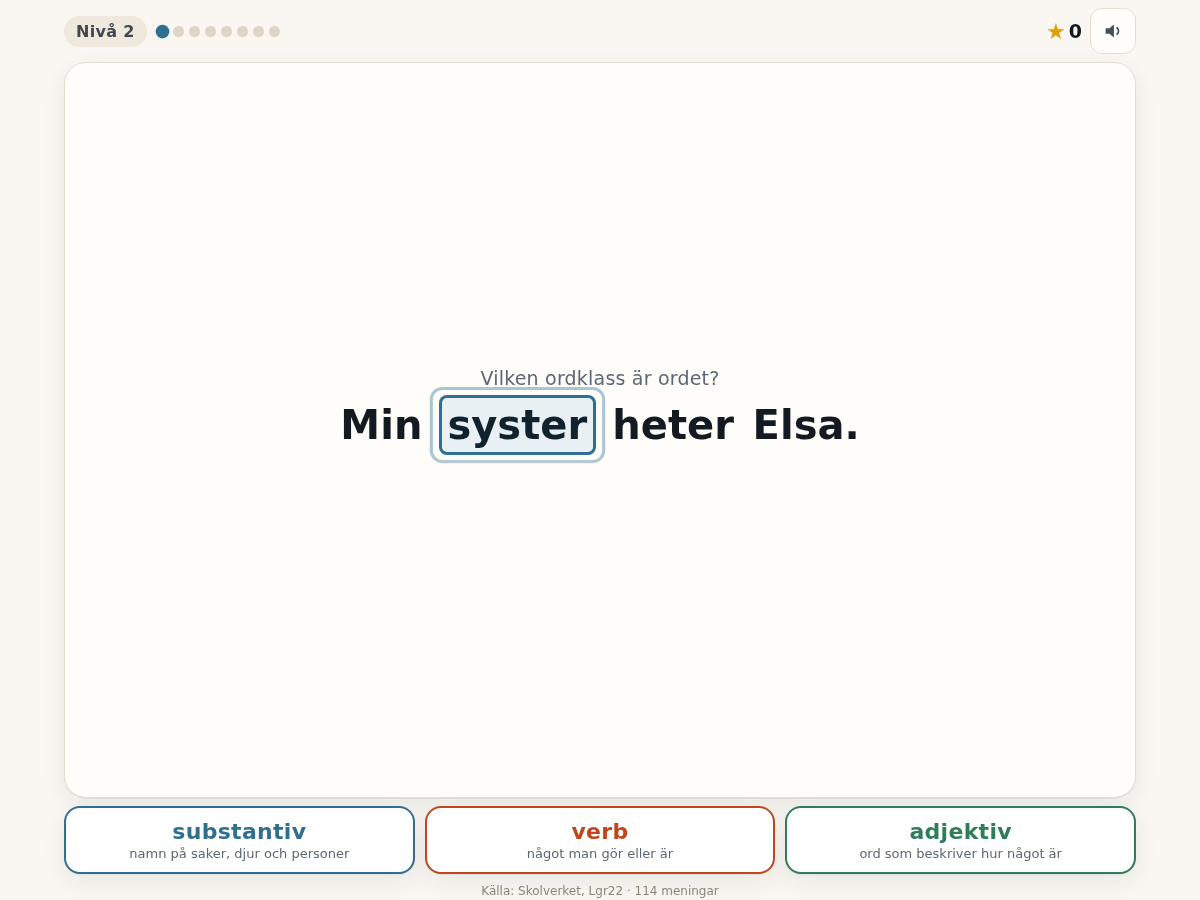 Nivå 2
★ 0
Vilken ordklass är ordet?
Min syster heter Elsa.
substantiv
namn på saker, djur och personer
verb
något man gör eller är
adjektiv
ord som beskriver hur något är
Källa: Skolverket, Lgr22 · 114 meningar